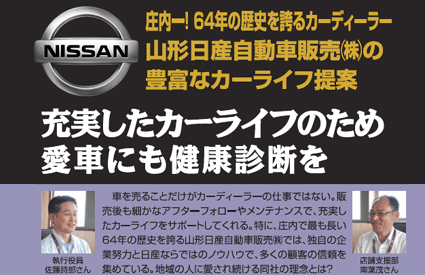 NISSAN
庄内一! 64年の歴史を誇るカーディーラー
山形日産自動車販売㈱の
豊富なカーライフ提案
充実したカーライフのため
愛車にも健康診断を
車を売ることだけがカーディーラーの仕事ではない。販
売後も細かなアフターフォローやメンテナンスで、充実し
たカーライフをサポートしてくれる。特に、庄内で最も長い
64年の歴史を誇る山形日産自動車販売㈱では、独自の企
業努力と日産ならではのノウハウで、多くの顧客の信頼を
集めている。地域の人に愛され続ける同社の理念とは?
執行役員
佐藤詩郎さん
店舗支援部
南葉茂さん